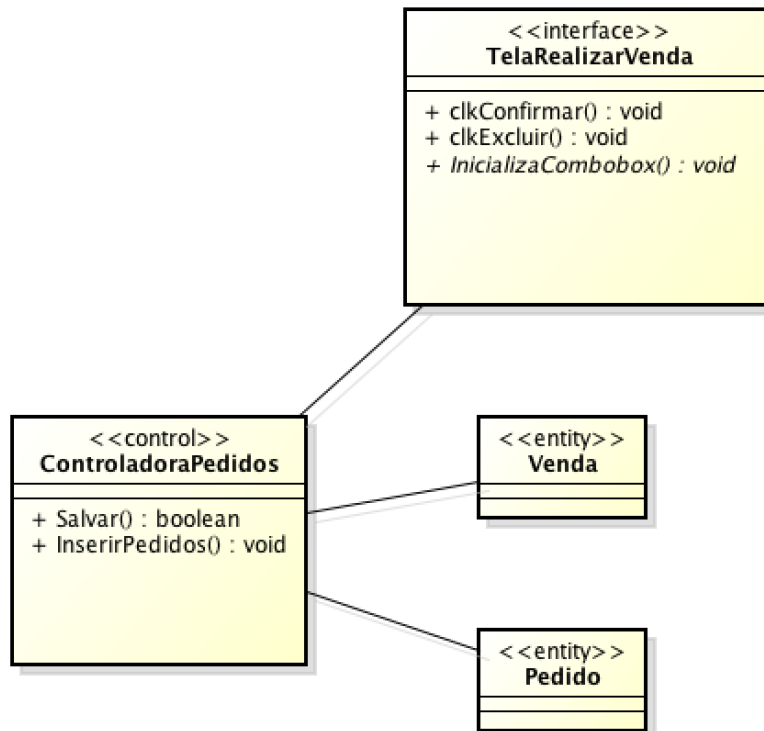 <<interface>>
TelaRealizarVenda
+ clkConfirmar() : void
+ clkExcluir() : void
+ InicializaCombobox() : void
<<control>>
ControladoraPedidos
+ Salvar() : boolean
+ InserirPedidos() : void
<<entity>>
Venda
<<entity>>
Pedido